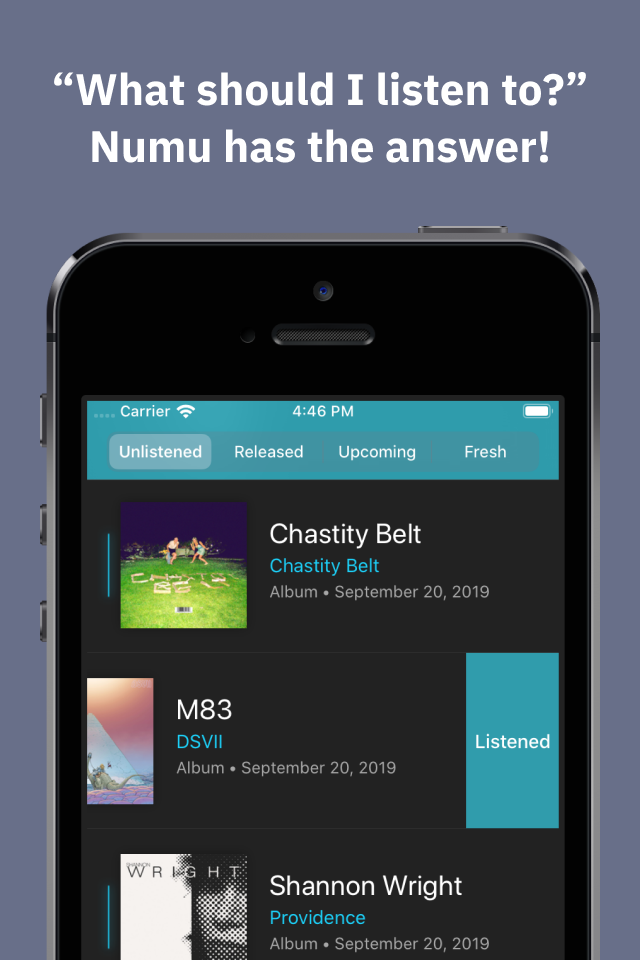 “What should I listen to?”
Numu has the answer!
Carrier 4:46 PM
Unlistened Released Upcoming Fresh
Chastity Belt
Chastity Belt
Album • September 20, 2019
M83
DSVII
Album • September 20, 2019
Listened
SHANNON
WRIGHT
Shannon Wright
Providence
Album • September 20, 2019